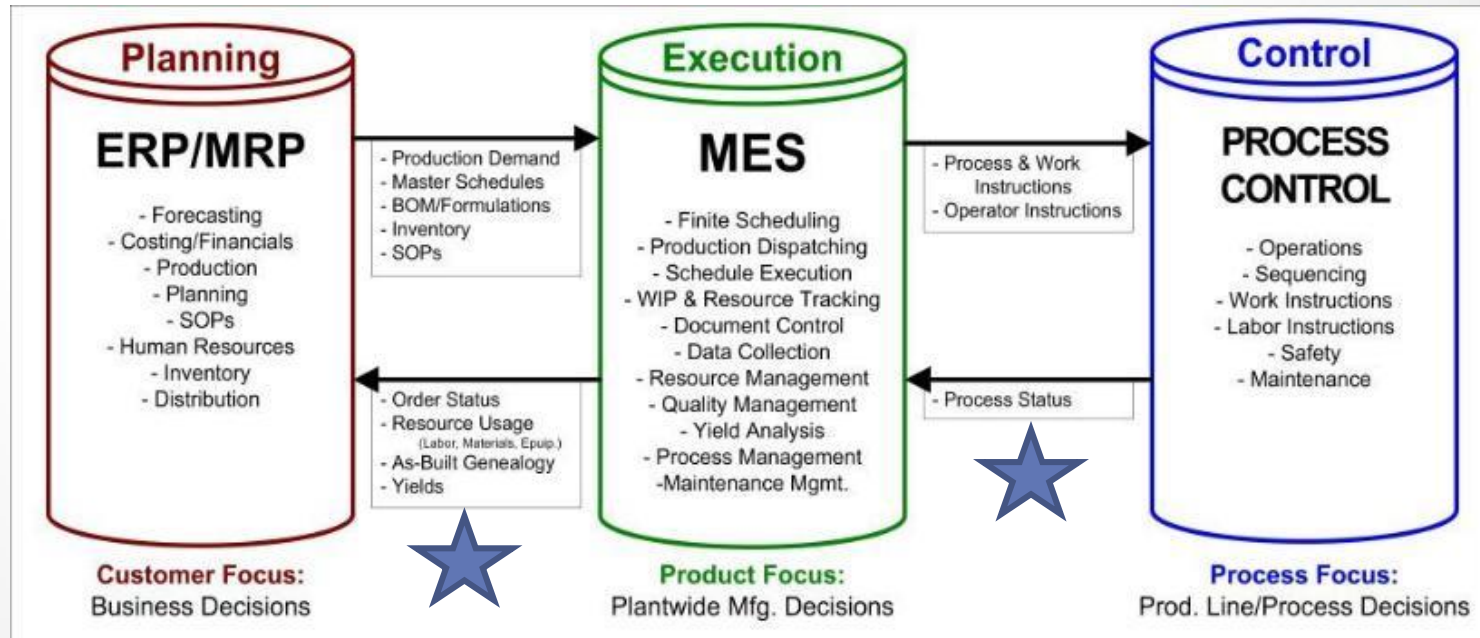 Planning
ERP/MRP
- Forecasting
- Costing/Financials
- Production
- Planning
- SOPs
- Human Resources
- Inventory
- Distribution
Customer Focus:
Business Decisions
- Production Demand
- Master Schedules
- BOM/Formulations
- Inventory
- SOPs
- Order Status
- Resource Usage
(Labor, Materials, Epuip.)
- As-Built Genealogy
- Yields
Execution
MES
- Finite Scheduling
- Production Dispatching
- Schedule Execution
- WIP & Resource Tracking
- Document Control
- Data Collection
- Resource Management
- Quality Management
- Yield Analysis
- Process Management
-Maintenance Mgmt.
Product Focus:
Plantwide Mfg. Decisions
- Process & Work
Instructions
- Operator Instructions
- Process Status
Control
PROCESS
CONTROL
- Operations
- Sequencing
- Work Instructions
- Labor Instructions
- Safety
- Maintenance
Process Focus:
Prod. Line/Process Decisions